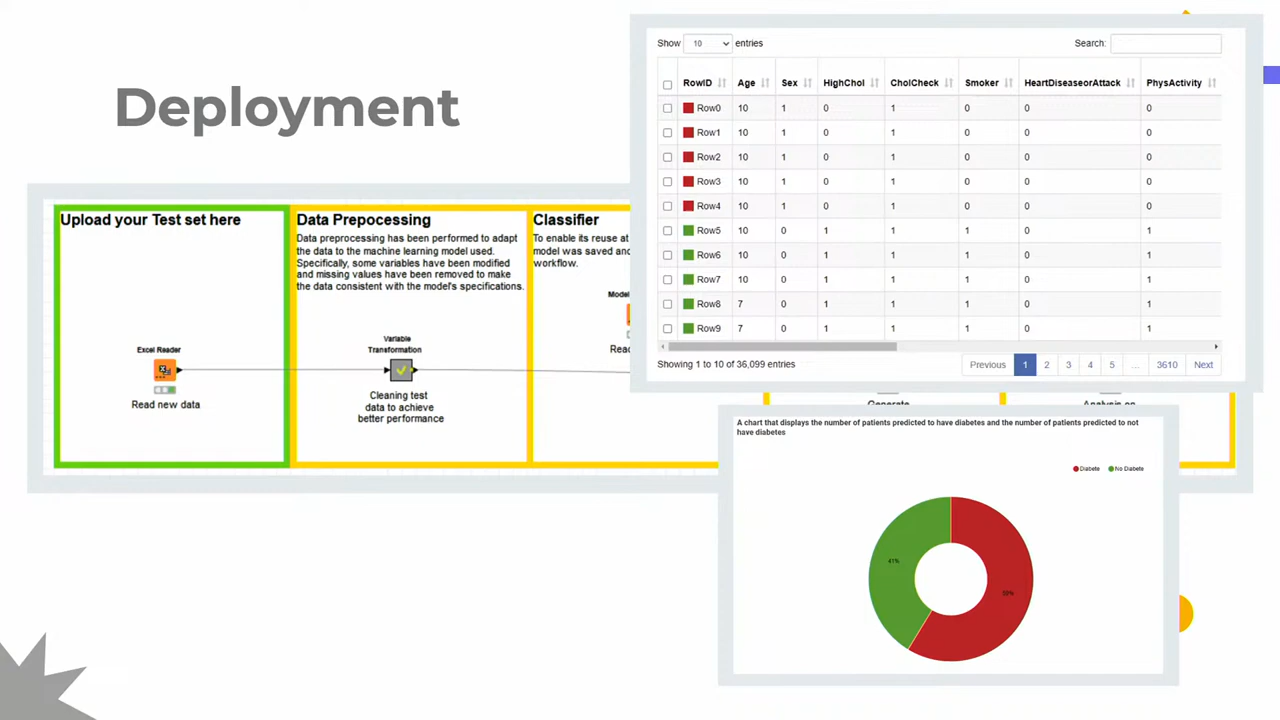 Deployment
Upload your Test set here
Excel Reader
Read new data
Data Prepocessing
Data preprocessing has been performed to adapt
the data to the machine learning model used.
Specifically, some variables have been modified
and missing values have been removed to make
the data consistent with the model's specifications.
Variable
Transformation
Cleaning test
data to achieve
better performance
Classifier
To enable its reuse at
model was saved and
workflow.
Model
Generate
Analysis on
Show 10 entries
Search:
RowID Age Sex HighChol CholCheck Smoker HeartDiseaseorAttack PhysActivity
Row0 10 1 0 1 0 0 0
Row1 10 1 0 1 0 0 0
Row2 10 1 0 1 0 0 0
Row3 10 1 0 1 0 0 0
Row4 10 1 0 1 0 0 0
Row5 10 0 1 1 1 0 1
Row6 10 0 1 1 1 0 1
Row7 10 0 1 1 1 0 1
Row8 7 0 1 1 1 0 1
Row9 7 0 1 1 1 0 1
Showing 1 to 10 of 36,099 entries
Previous 1 2 3 4 5 … 3610 Next
A chart that displays the number of patients predicted to have diabetes and the number of patients predicted to not
have diabetes
Diabete No Diabete
41%
59%